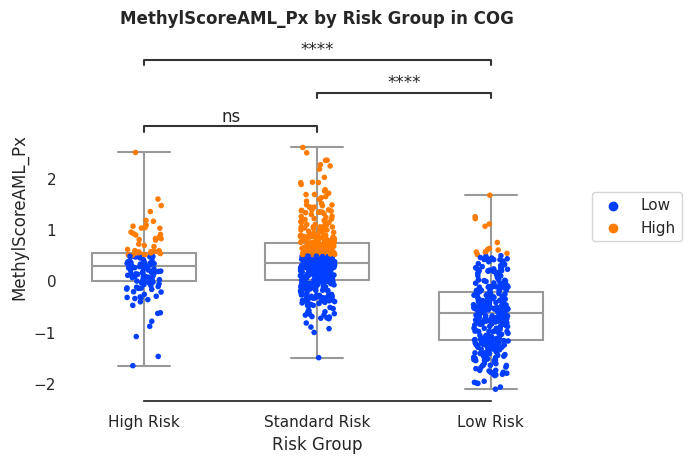 MethylScoreAML_Px by Risk Group in COG
****
****
ns
MethylScoreAML_Px
2
1
0
−1
−2
Low
High
High Risk Standard Risk Low Risk
Risk Group